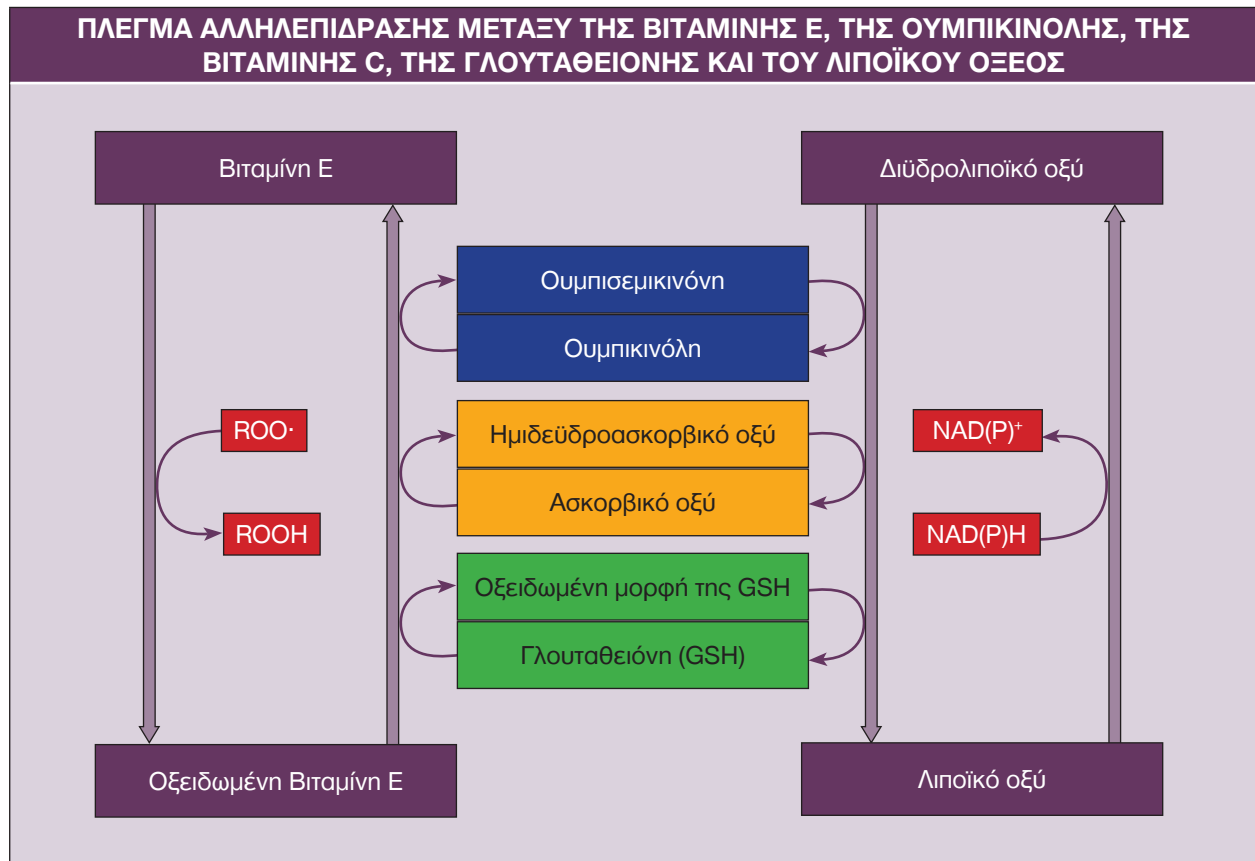 ΠΛΕΓΜΑ ΑΛΛΗΛΕΠΙΔΡΑΣΗΣ ΜΕΤΑΞΥ ΤΗΣ ΒΙΤΑΜΙΝΗΣ Ε, ΤΗΣ ΟΥΜΠΙΚΙΝΟΛΗΣ, ΤΗΣ
ΒΙΤΑΜΙΝΗΣ C, ΤΗΣ ΓΛΟΥΤΑΘΕΙΟΝΗΣ ΚΑΙ ΤΟΥ ΛΙΠΟΪΚΟΥ ΟΞΕΟΣ
Βιταμίνη Ε
Διϋδρολιποϊκό οξύ
Ουμπισεμικινόνη
Ουμπικινόλη
ROO·
Ημιδεϋδροασκορβικό οξύ
NAD(P)⁺
Ασκορβικό οξύ
ROOH
NAD(P)H
Οξειδωμένη μορφή της GSH
Γλουταθειόνη (GSH)
Οξειδωμένη Βιταμίνη Ε
Λιποϊκό οξύ